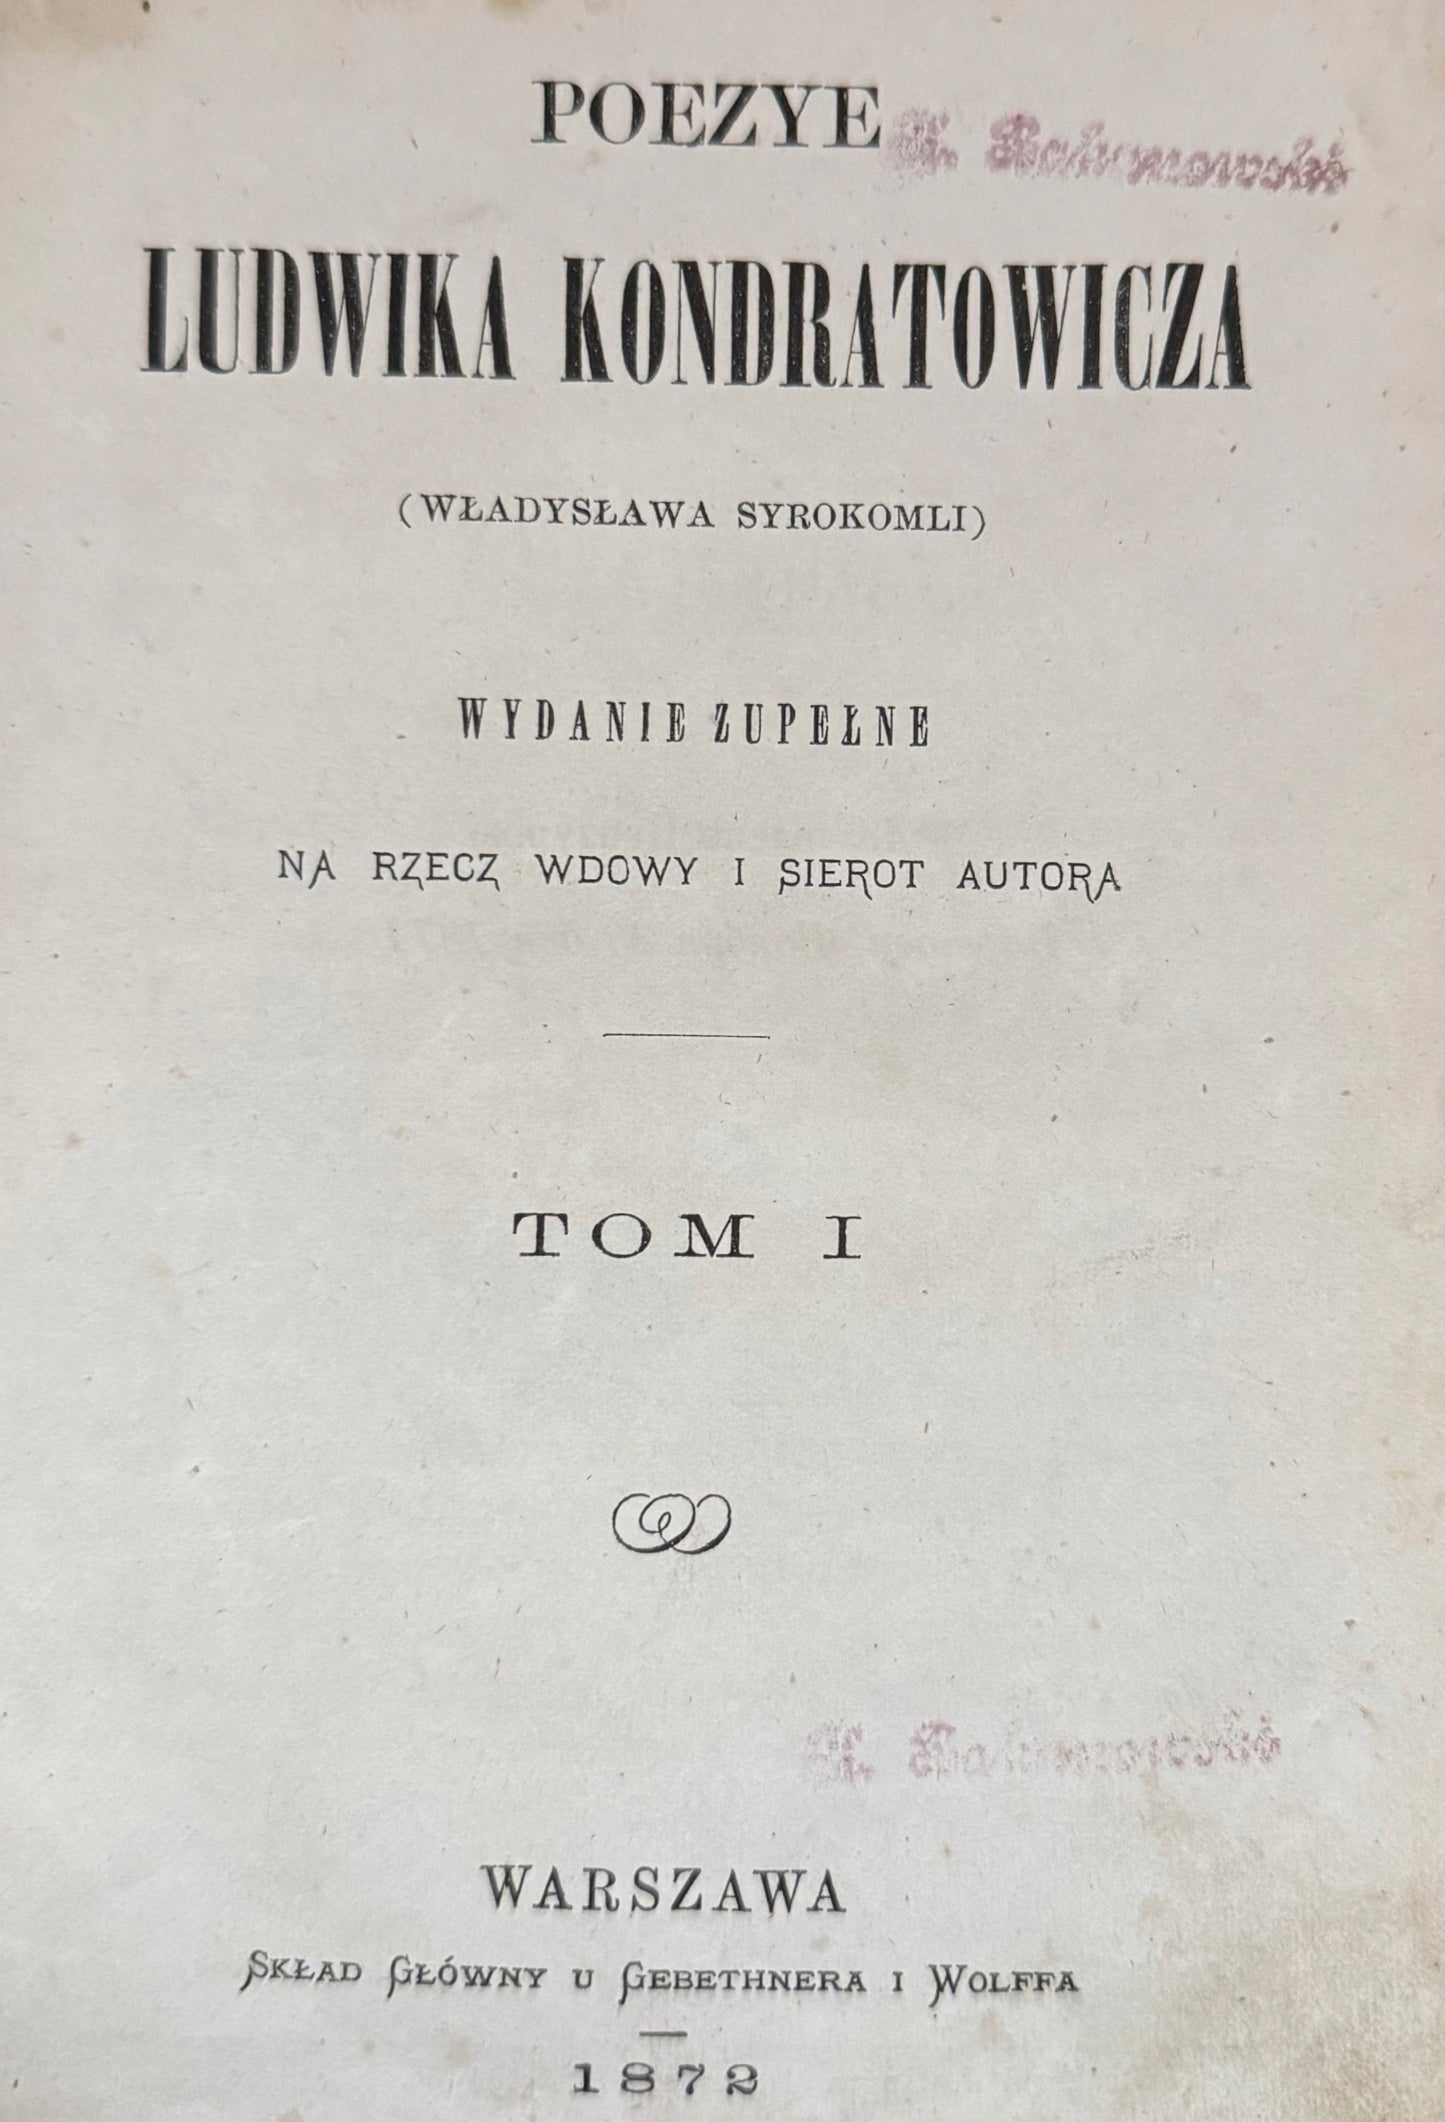 POEZYE
LUDWIKA KONDRATOWICZA
(WŁADYSŁAWA SYROKOMLI)
WYDANIE ZUPEŁNE
NA RZECZ WDOWY I SIEROT AUTORA
TOM I
WARSZAWA
SKŁAD GŁÓWNY U GEBETHNERA I WOLFFA
1872